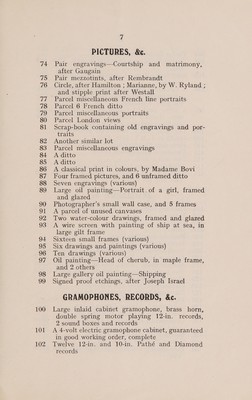 7
PICTURES, &c.
74 Pair engravings—Courtship and matrimony,
after Gangain
75 Pair mezzotints, after Rembrandt
76 Circle, after Hamilton ; Marianne, by W. Ryland ;
and stipple print after Westall
77 Parcel miscellaneous French line portraits
78 Parcel 6 French ditto
79 Parcel miscellaneous portraits
80 Parcel London views
81 Scrap-book containing old engravings and por-
traits
82 Another similar lot
83 Parcel miscellaneous engravings
84 A ditto
85 A ditto
86 A classical print in colours, by Madame Bovi
87 Four framed pictures, and 6 unframed ditto
88 Seven engravings (various)
89 Large oil painting—Portrait of a girl, framed
and glazed
90 Photographer's small wall case, and 5 frames
91 A parcel of unused canvases
92 Two water-colour drawings, framed and glazed
93 A wire screen with painting of ship at sea, in
large gilt frame
94 Sixteen small frames (various)
95 Six drawings and paintings (various)
96 Ten drawings (various)
97 Oil painting—Head of cherub, in maple frame,
and 2 others
98 Large gallery oil painting—Shipping
99 Signed proof etchings, after Joseph Israel
GRAMOPHONES, RECORDS, &c.
100 Large inlaid cabinet gramophone, brass horn,
double spring motor playing 12-in. records,
2 sound boxes and records
101 A 4-volt electric gramophone cabinet, guaranteed
in good working order, complete
102 Twelve 12-in. and 10-in. Pathé and Diamond
records